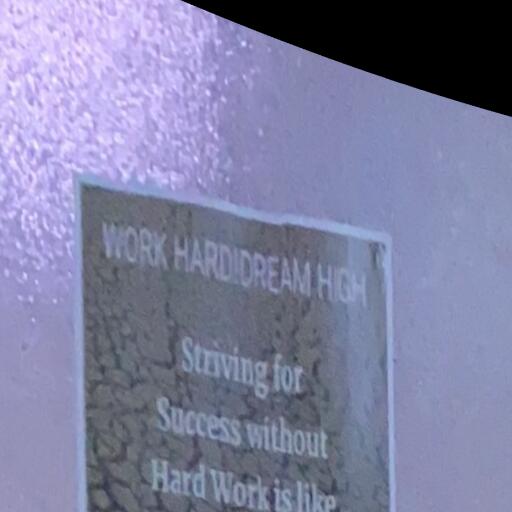 WORK HARD|DREAM HIGH
Striving for
Success without
Hard Work is like